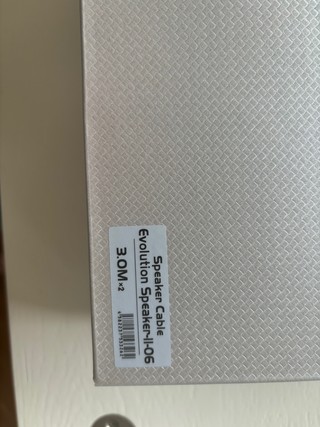 Speaker Cable
Evolution Speaker-II-06
3.0M×2